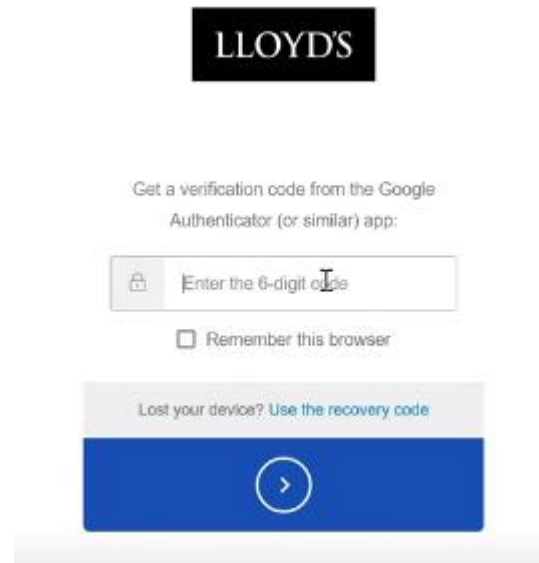 LLOYD'S
Get a verification code from the Google
Authenticator (or similar) app:
Enter the 6-digit code
Remember this browser
Lost your device? Use the recovery code